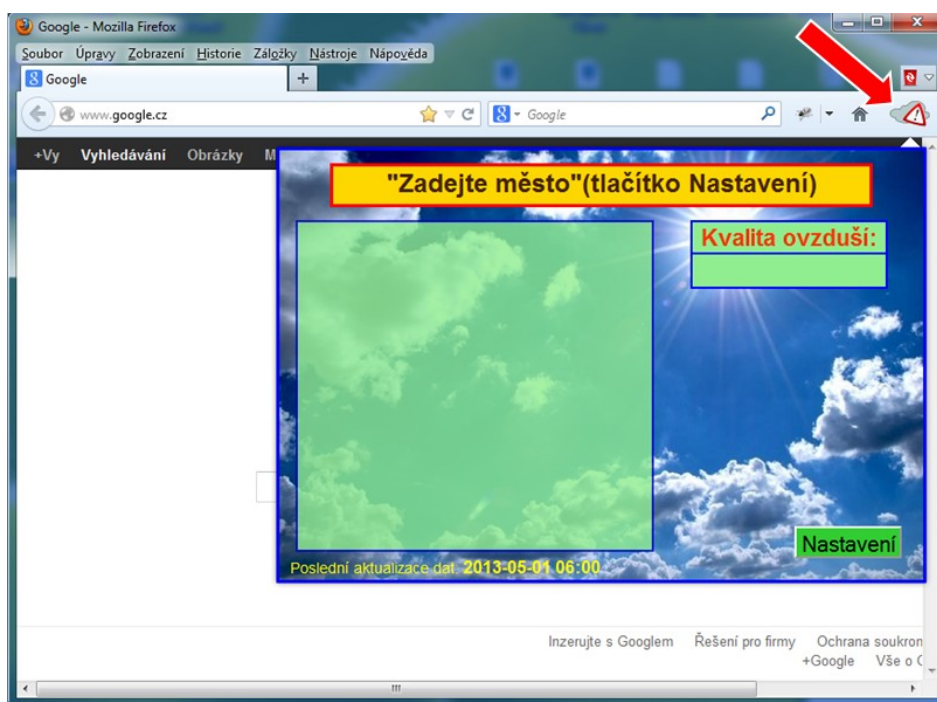 Google - Mozilla Firefox
Soubor Úpravy Zobrazení Historie Záložky Nástroje Nápověda
Google
www.google.cz
Google
+Vy Vyhledávání Obrázky M
"Zadejte město"(tlačítko Nastavení)
Kvalita ovzduší:
Nastavení
Poslední aktualizace dat: 2013-05-01 06:00
Inzerujte s Googlem Řešení pro firmy Ochrana soukrom
+Google Vše o G